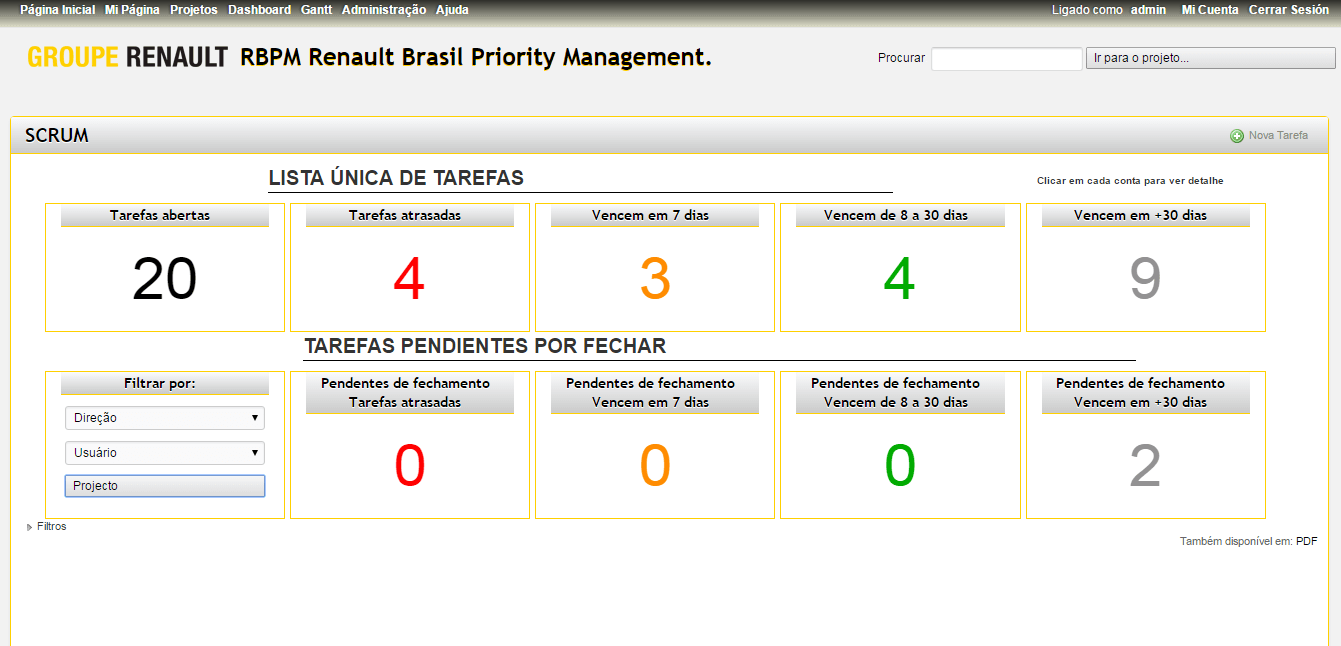 Página Inicial Mi Página Projetos Dashboard Gantt Administração Ajuda Ligado como admin Mi Cuenta Cerrar Sesión
GROUPE RENAULT RBPM Renault Brasil Priority Management. Procurar Ir para o projeto...
SCRUM Nova Tarefa
LISTA ÚNICA DE TAREFAS Clicar em cada conta para ver detalhe
Tarefas abertas Tarefas atrasadas Vencem em 7 dias Vencem de 8 a 30 dias Vencem em +30 dias
20 4 3 4 9
TAREFAS PENDIENTES POR FECHAR
Filtrar por: Pendentes de fechamento Pendentes de fechamento Pendentes de fechamento Pendentes de fechamento
Tarefas atrasadas Vencem em 7 dias Vencem de 8 a 30 dias Vencem em +30 dias
Direção
Usuário
0 0 0 2
Projecto
Filtros
Também disponível em: PDF